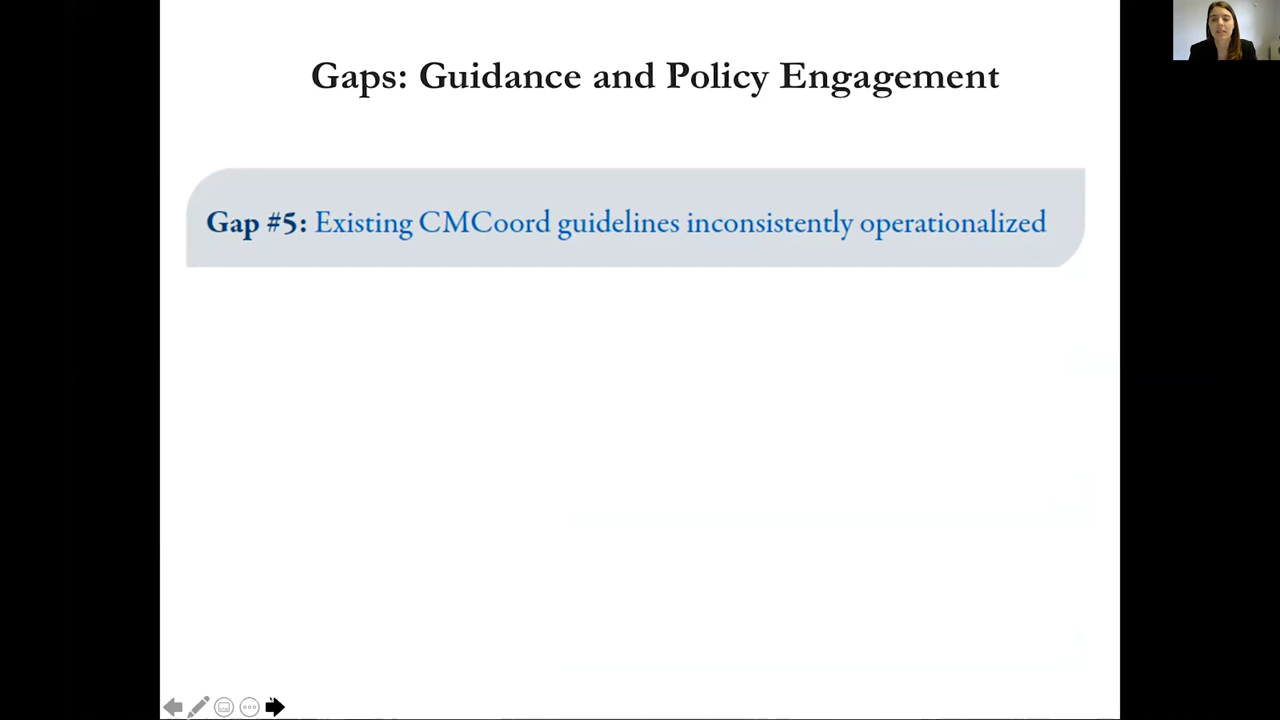 Gaps: Guidance and Policy Engagement
Gap #5: Existing CMCoord guidelines inconsistently operationalized